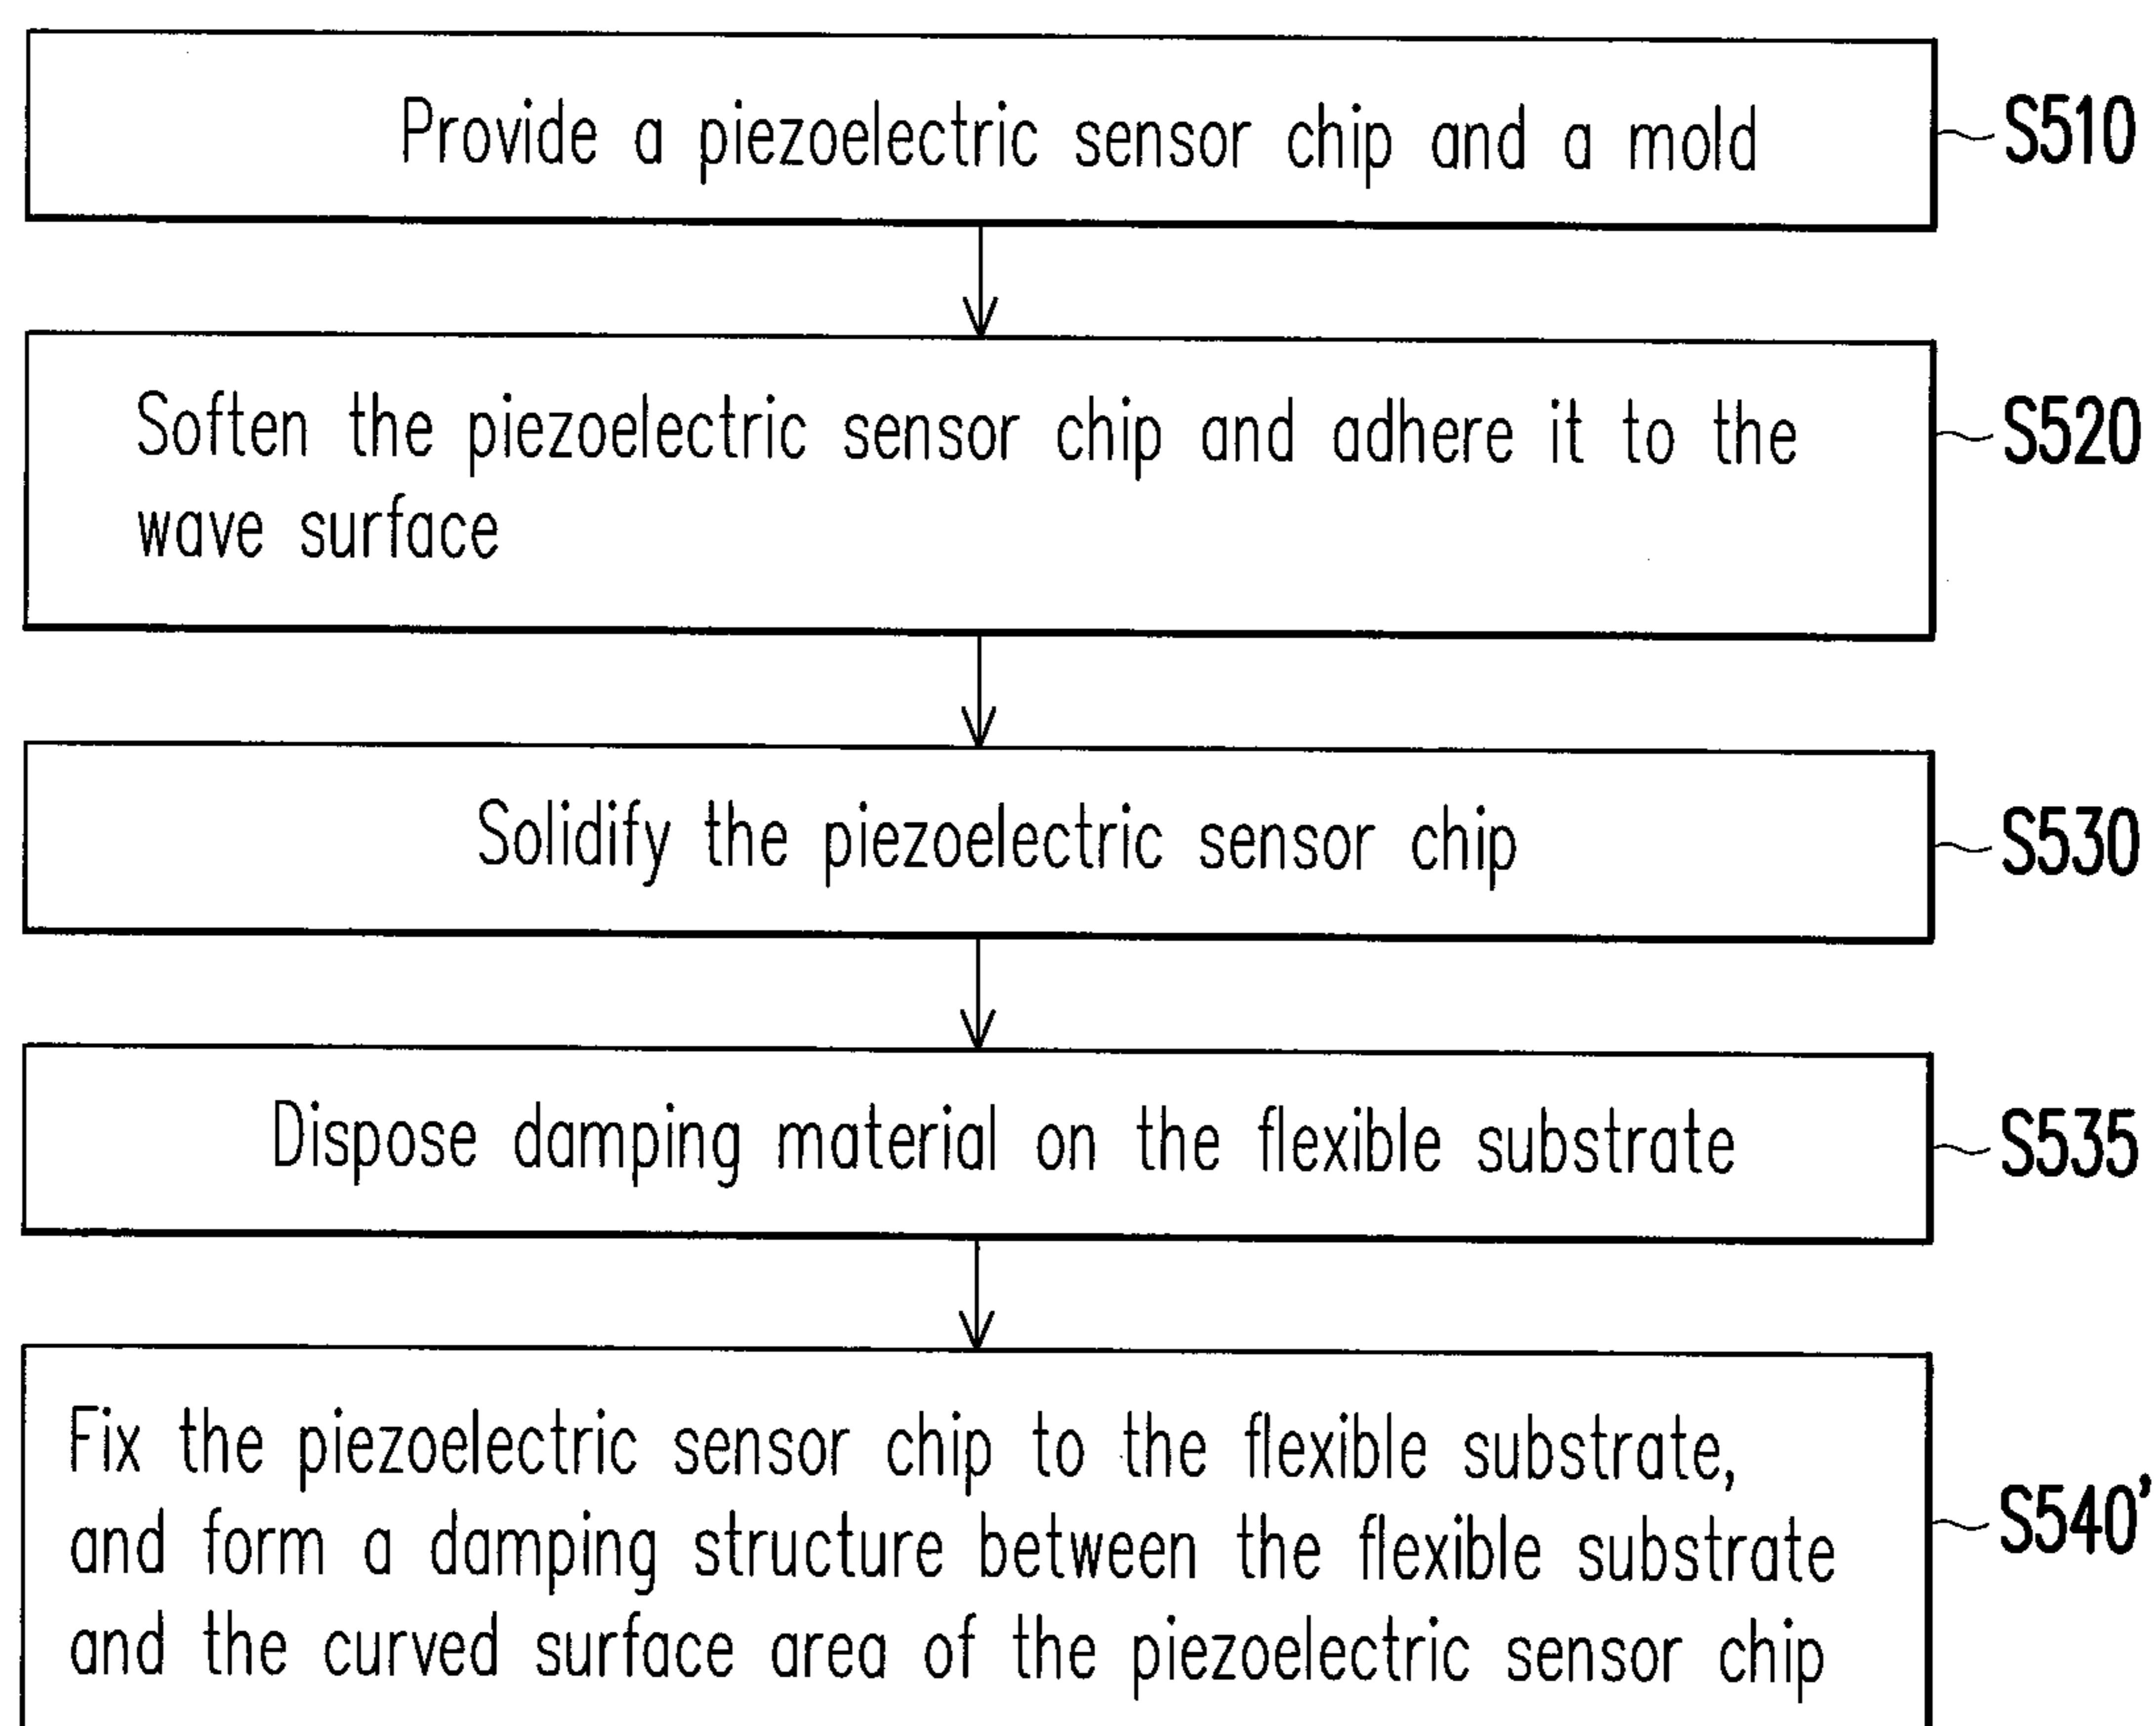 Provide a piezoelectric sensor chip and a mold
S510
Soften the piezoelectric sensor chip and adhere it to the
wave surface
S520
Solidify the piezoelectric sensor chip
S530
Dispose damping material on the flexible substrate
S535
Fix the piezoelectric sensor chip to the flexible substrate,
and form a damping structure between the flexible substrate
and the curved surface area of the piezoelectric sensor chip
S540'